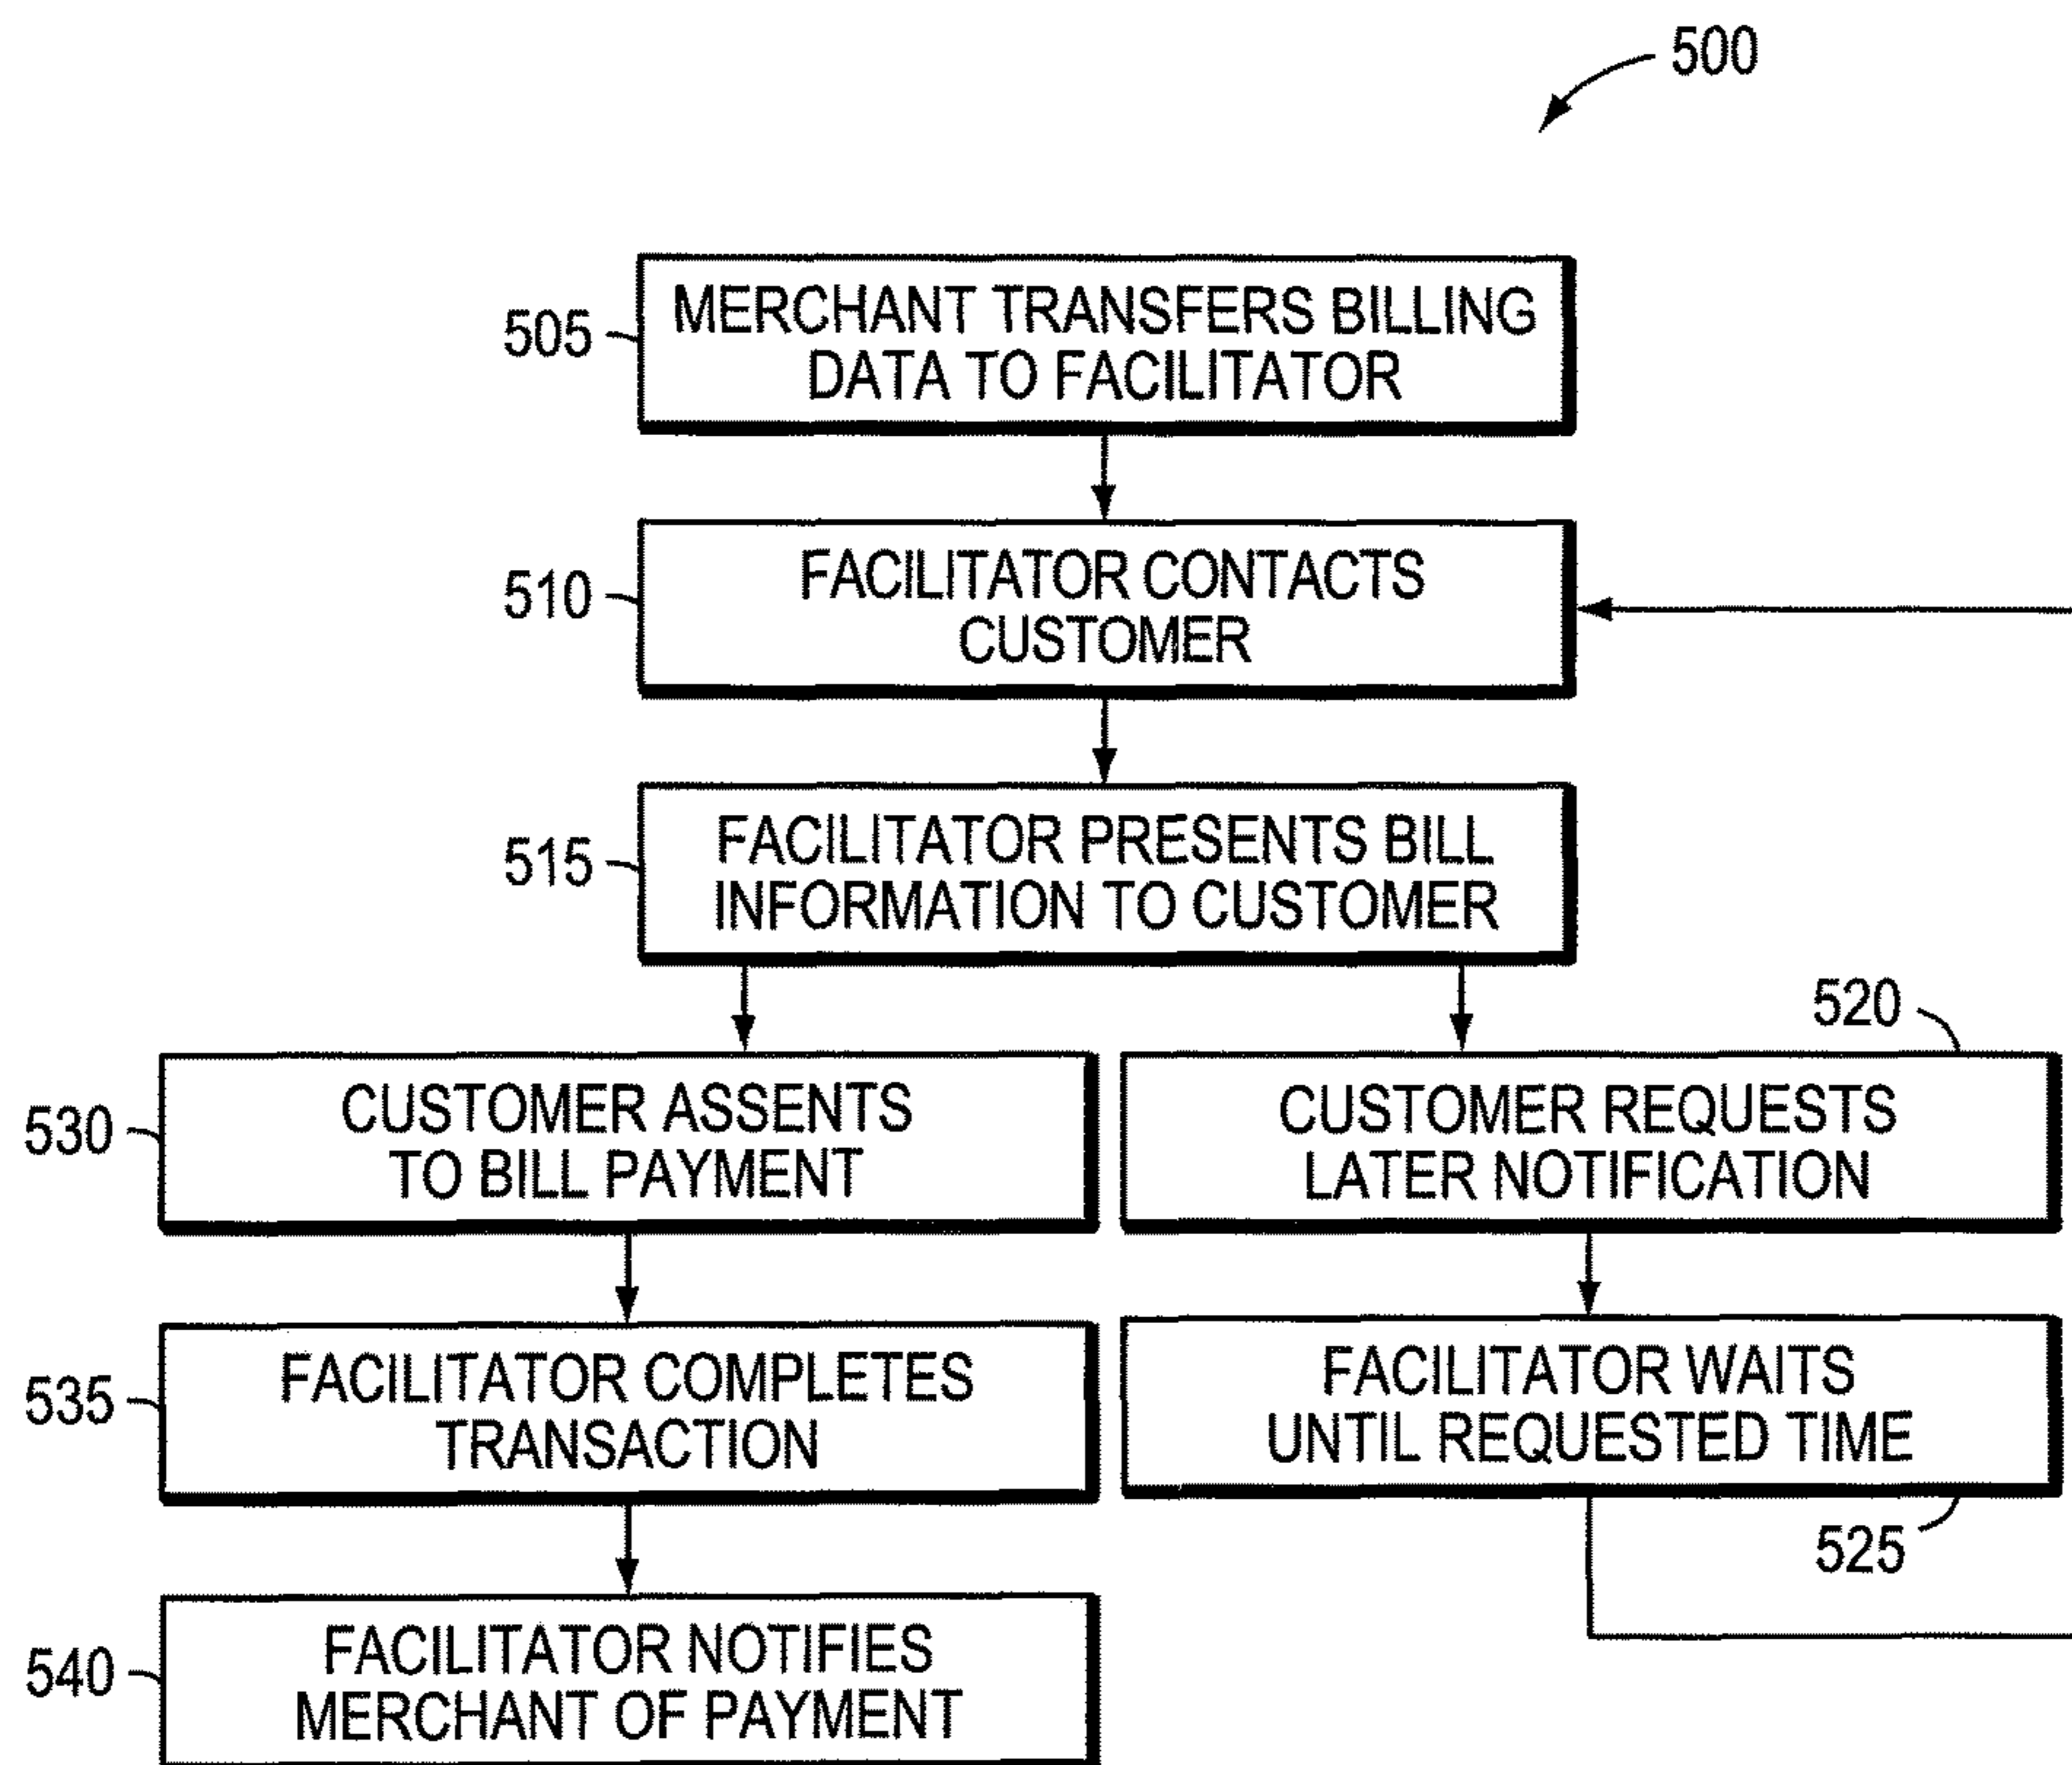 500
505
MERCHANT TRANSFERS BILLING
DATA TO FACILITATOR
510
FACILITATOR CONTACTS
CUSTOMER
515
FACILITATOR PRESENTS BILL
INFORMATION TO CUSTOMER
520
530
CUSTOMER ASSENTS
TO BILL PAYMENT
CUSTOMER REQUESTS
LATER NOTIFICATION
535
FACILITATOR COMPLETES
TRANSACTION
FACILITATOR WAITS
UNTIL REQUESTED TIME
525
540
FACILITATOR NOTIFIES
MERCHANT OF PAYMENT